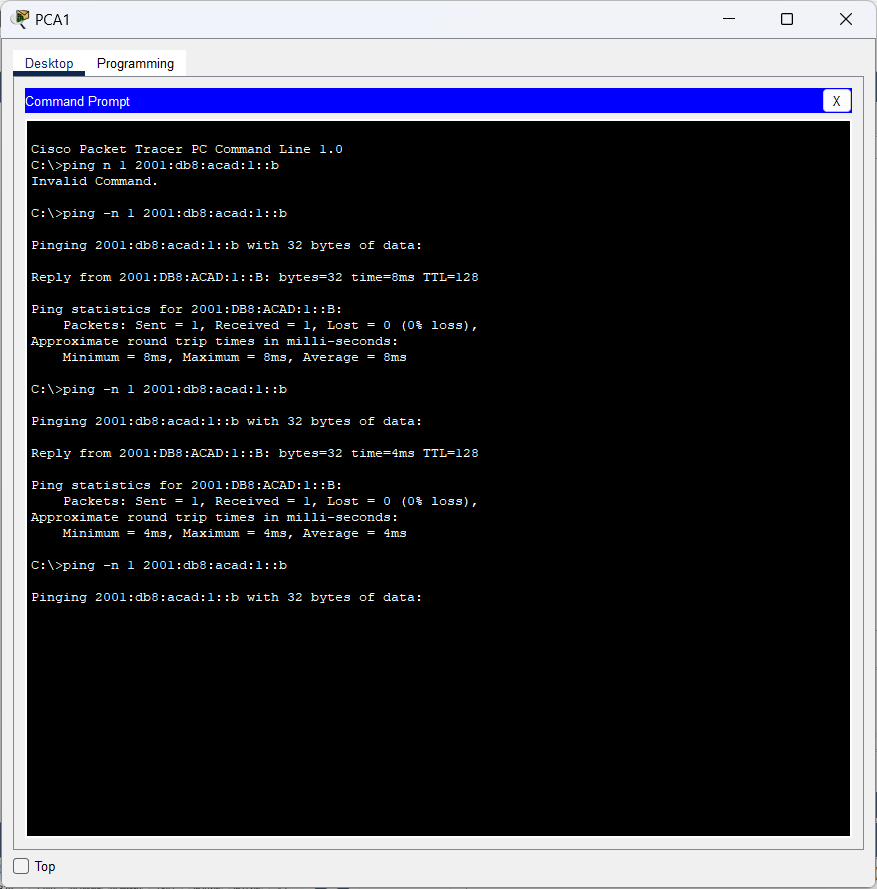 PCA1
Desktop Programming
Command Prompt X
Cisco Packet Tracer PC Command Line 1.0
C:\>ping n 1 2001:db8:acad:1::b
Invalid Command.
C:\>ping -n 1 2001:db8:acad:1::b
Pinging 2001:db8:acad:1::b with 32 bytes of data:
Reply from 2001:DB8:ACAD:1::B: bytes=32 time=8ms TTL=128
Ping statistics for 2001:DB8:ACAD:1::B:
Packets: Sent = 1, Received = 1, Lost = 0 (0% loss),
Approximate round trip times in milli-seconds:
Minimum = 8ms, Maximum = 8ms, Average = 8ms
C:\>ping -n 1 2001:db8:acad:1::b
Pinging 2001:db8:acad:1::b with 32 bytes of data:
Reply from 2001:DB8:ACAD:1::B: bytes=32 time=4ms TTL=128
Ping statistics for 2001:DB8:ACAD:1::B:
Packets: Sent = 1, Received = 1, Lost = 0 (0% loss),
Approximate round trip times in milli-seconds:
Minimum = 4ms, Maximum = 4ms, Average = 4ms
C:\>ping -n 1 2001:db8:acad:1::b
Pinging 2001:db8:acad:1::b with 32 bytes of data:
Top